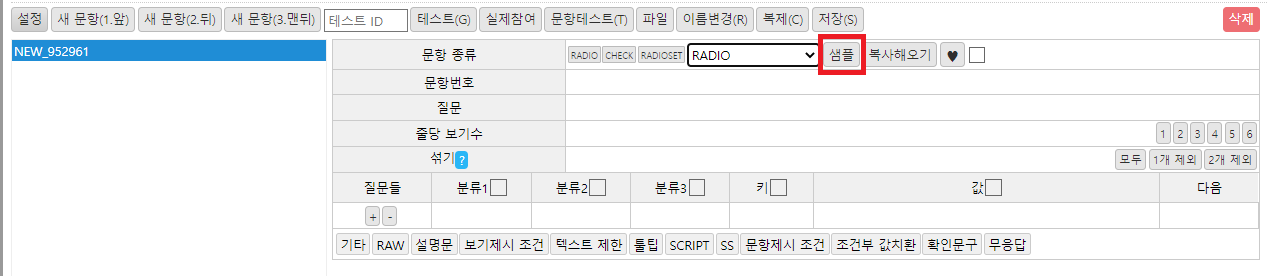 설정 새 문항(1.앞) 새 문항(2.뒤) 새 문항(3.맨뒤) 테스트 ID 테스트(G) 실제참여 문항테스트(T) 파일 이름변경(R) 복제(C) 저장(S) 삭제
NEW_952961
문항 종류 RADIO CHECK RADIOSET RADIO 샘플 복사해오기 ♥
문항번호
질문
줄당 보기수 1 2 3 4 5 6
섞기 ? 모두 1개 제외 2개 제외
질문들 분류1 분류2 분류3 키 값 다음
+ -
기타 RAW 설명문 보기제시 조건 텍스트 제한 툴팁 SCRIPT SS 문항제시 조건 조건부 값치환 확인문구 무응답